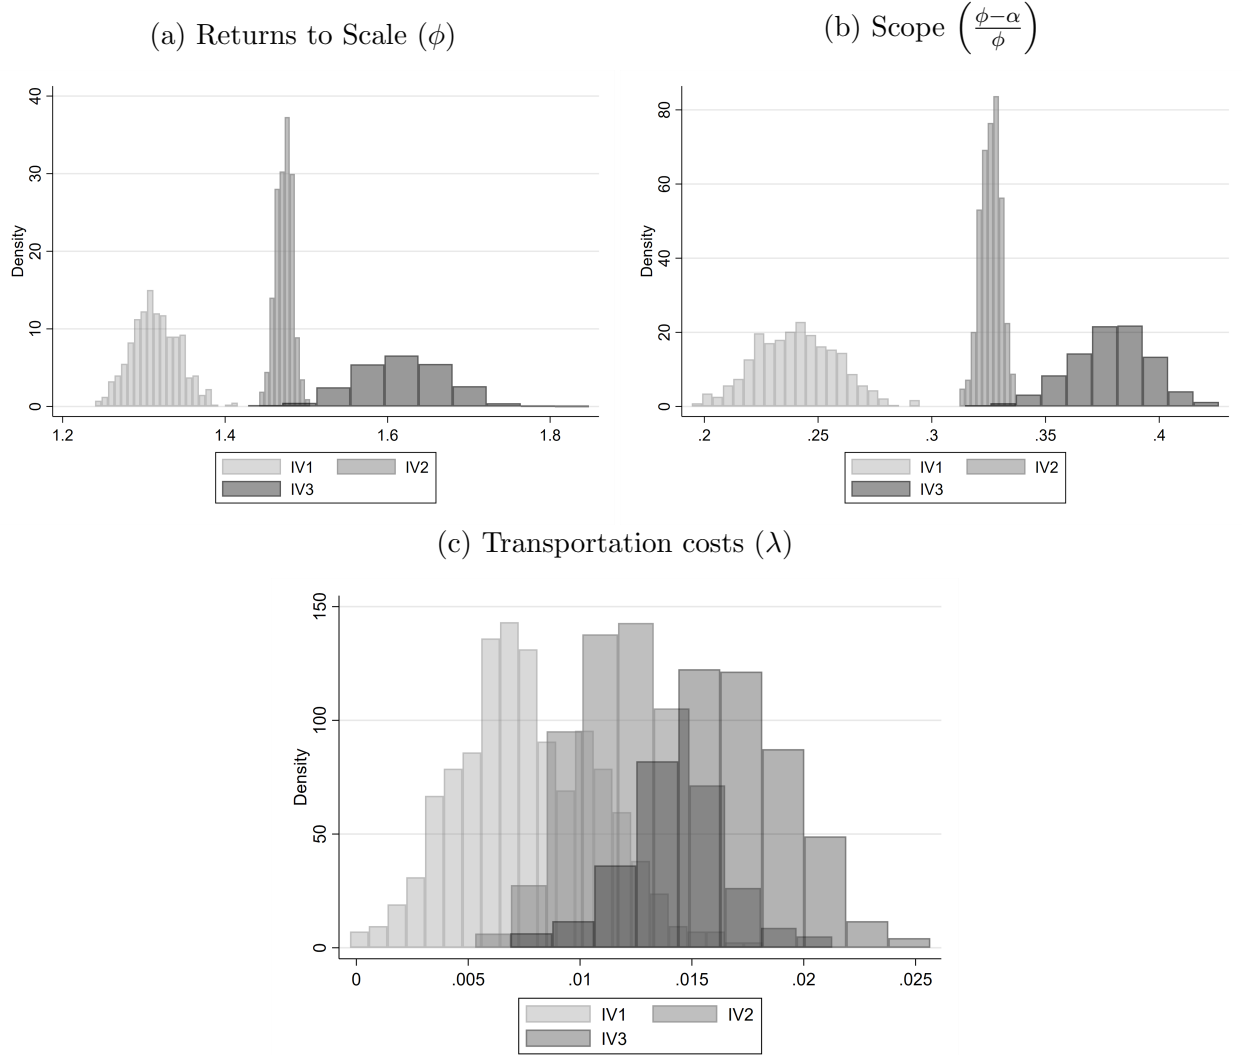 (a) Returns to Scale (ϕ)
(b) Scope (ϕ−α/ϕ)
Density
40
30
20
10
0
1.2 1.4 1.6 1.8
IV1 IV2
IV3
Density
80
60
40
20
0
.2 .25 .3 .35 .4
IV1 IV2
IV3
(c) Transportation costs (λ)
Density
150
100
50
0
0 .005 .01 .015 .02 .025
IV1 IV2
IV3